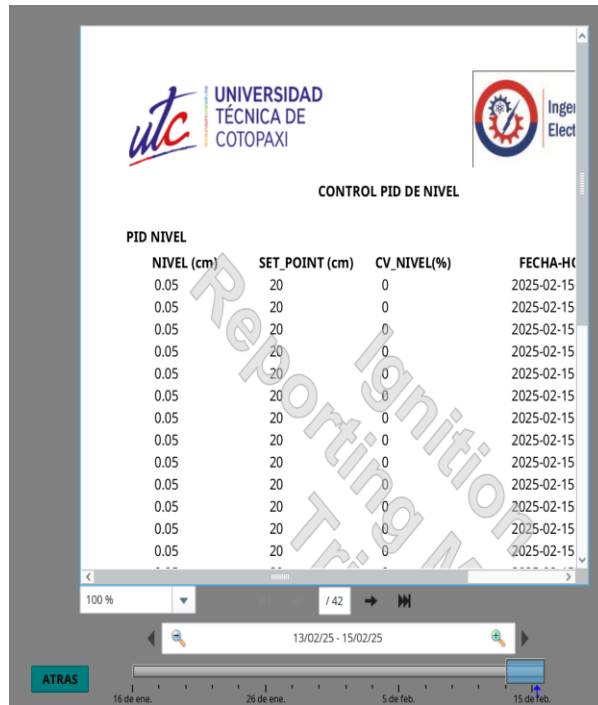 utc
UNIVERSIDAD
TÉCNICA DE
COTOPAXI
CONTROL PID DE NIVEL
PID NIVEL
NIVEL (cm) SET_POINT (cm) CV_NIVEL(%)
0.05 20 0 2025-02-15
0.05 20 0 2025-02-15
0.05 20 0 2025-02-15
0.05 20 0 2025-02-15
0.05 20 0 2025-02-15
0.05 20 0 2025-02-15
0.05 20 0 2025-02-15
0.05 20 0 2025-02-15
0.05 20 0 2025-02-15
0.05 20 0 2025-02-15
0.05 20 0 2025-02-15
0.05 20 0 2025-02-15
0.05 20 0 2025-02-15
Ignition
Reporting
100 %
/ 42
13/02/25 - 15/02/25
ATRAS
16 de ene. 26 de ene. 5 de feb. 15 de feb.